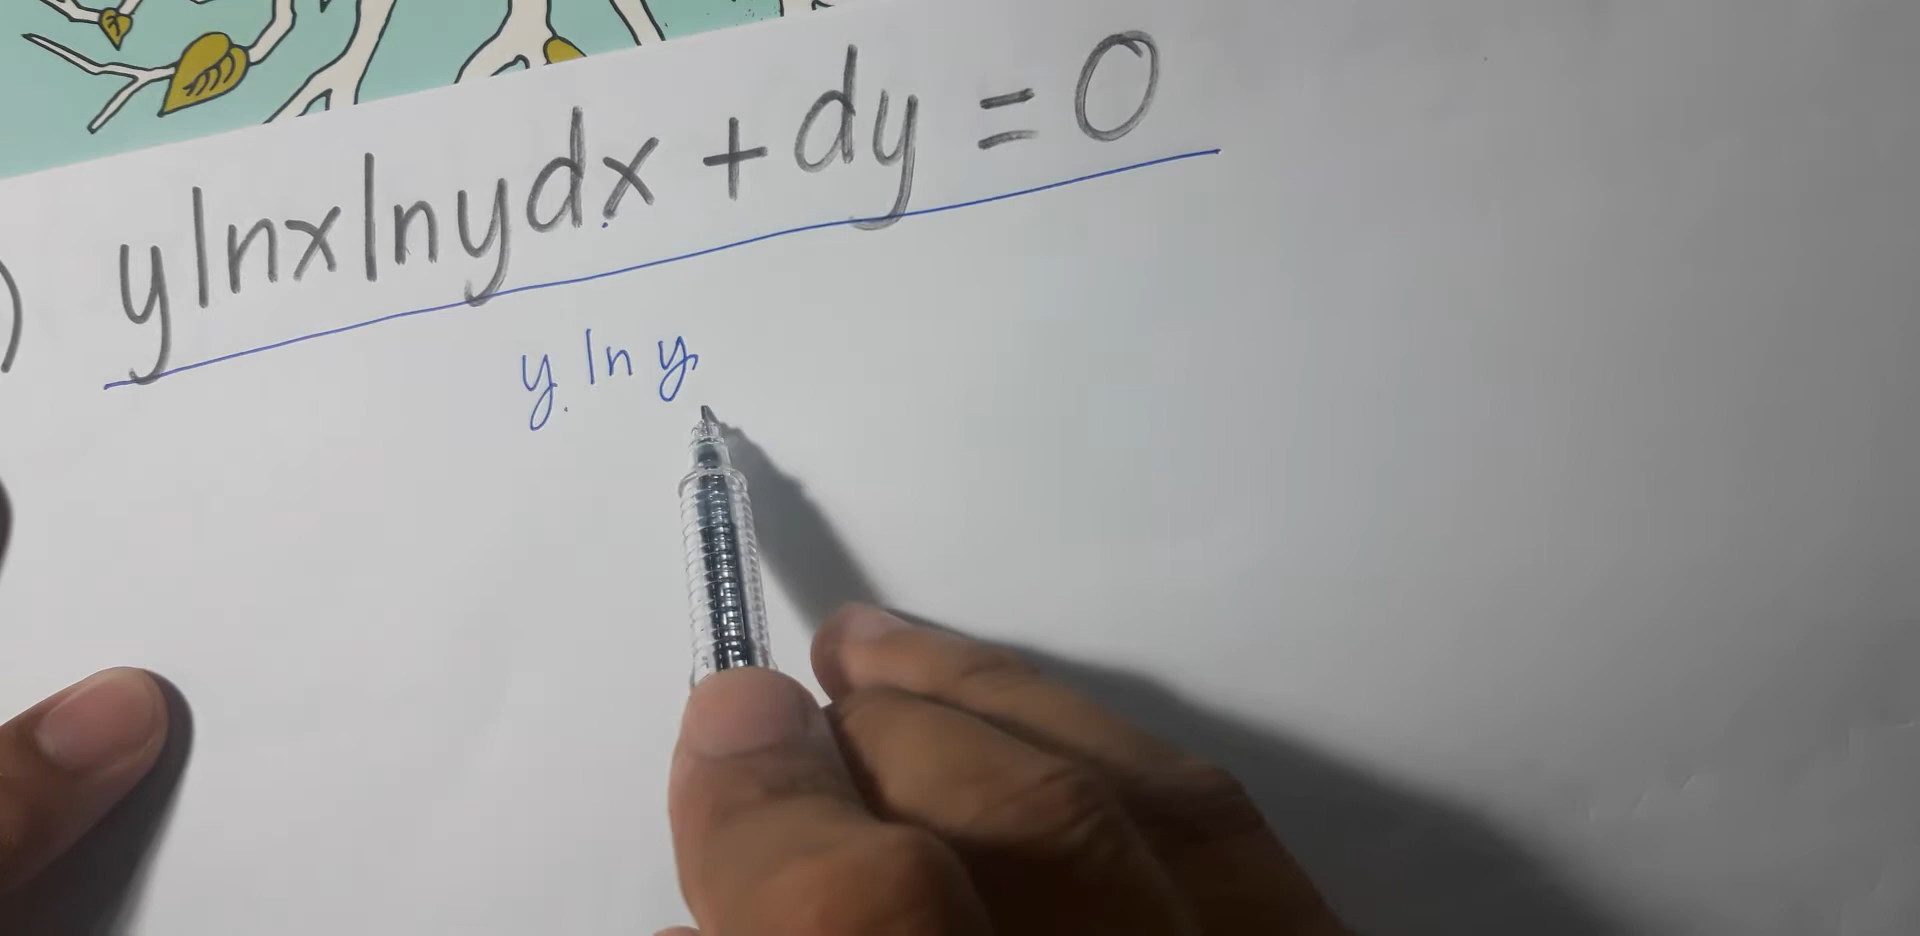 ) ylnxlnydx + dy = 0
y ln y